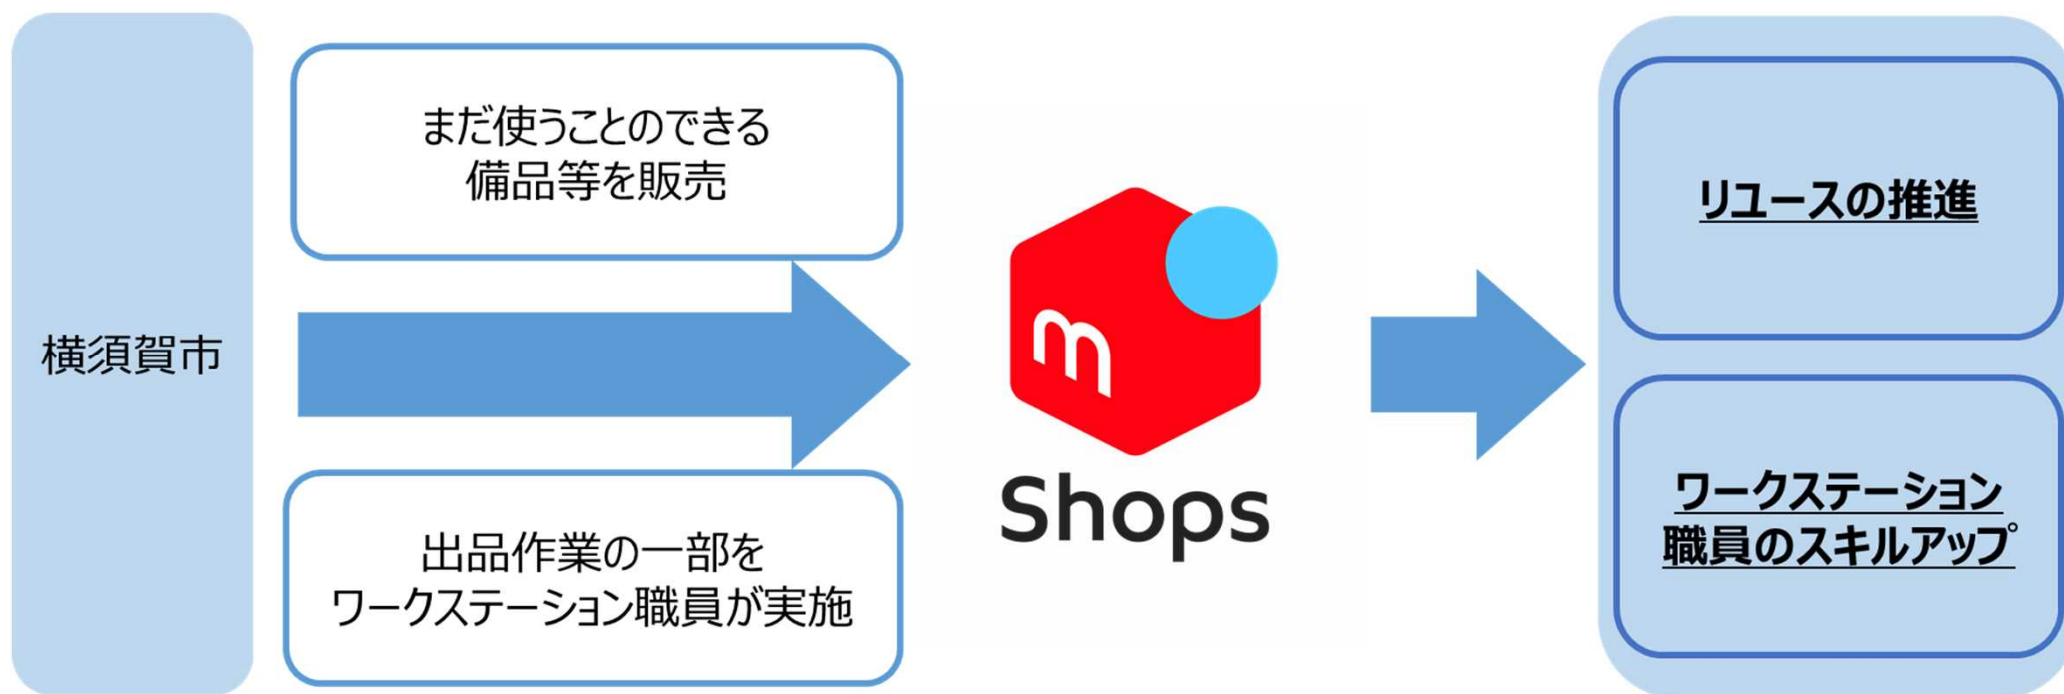 横須賀市
まだ使うことのできる
備品等を販売
出品作業の一部を
ワークステーション職員が実施
m
Shops
リユースの推進
ワークステーション
職員のスキルアップ